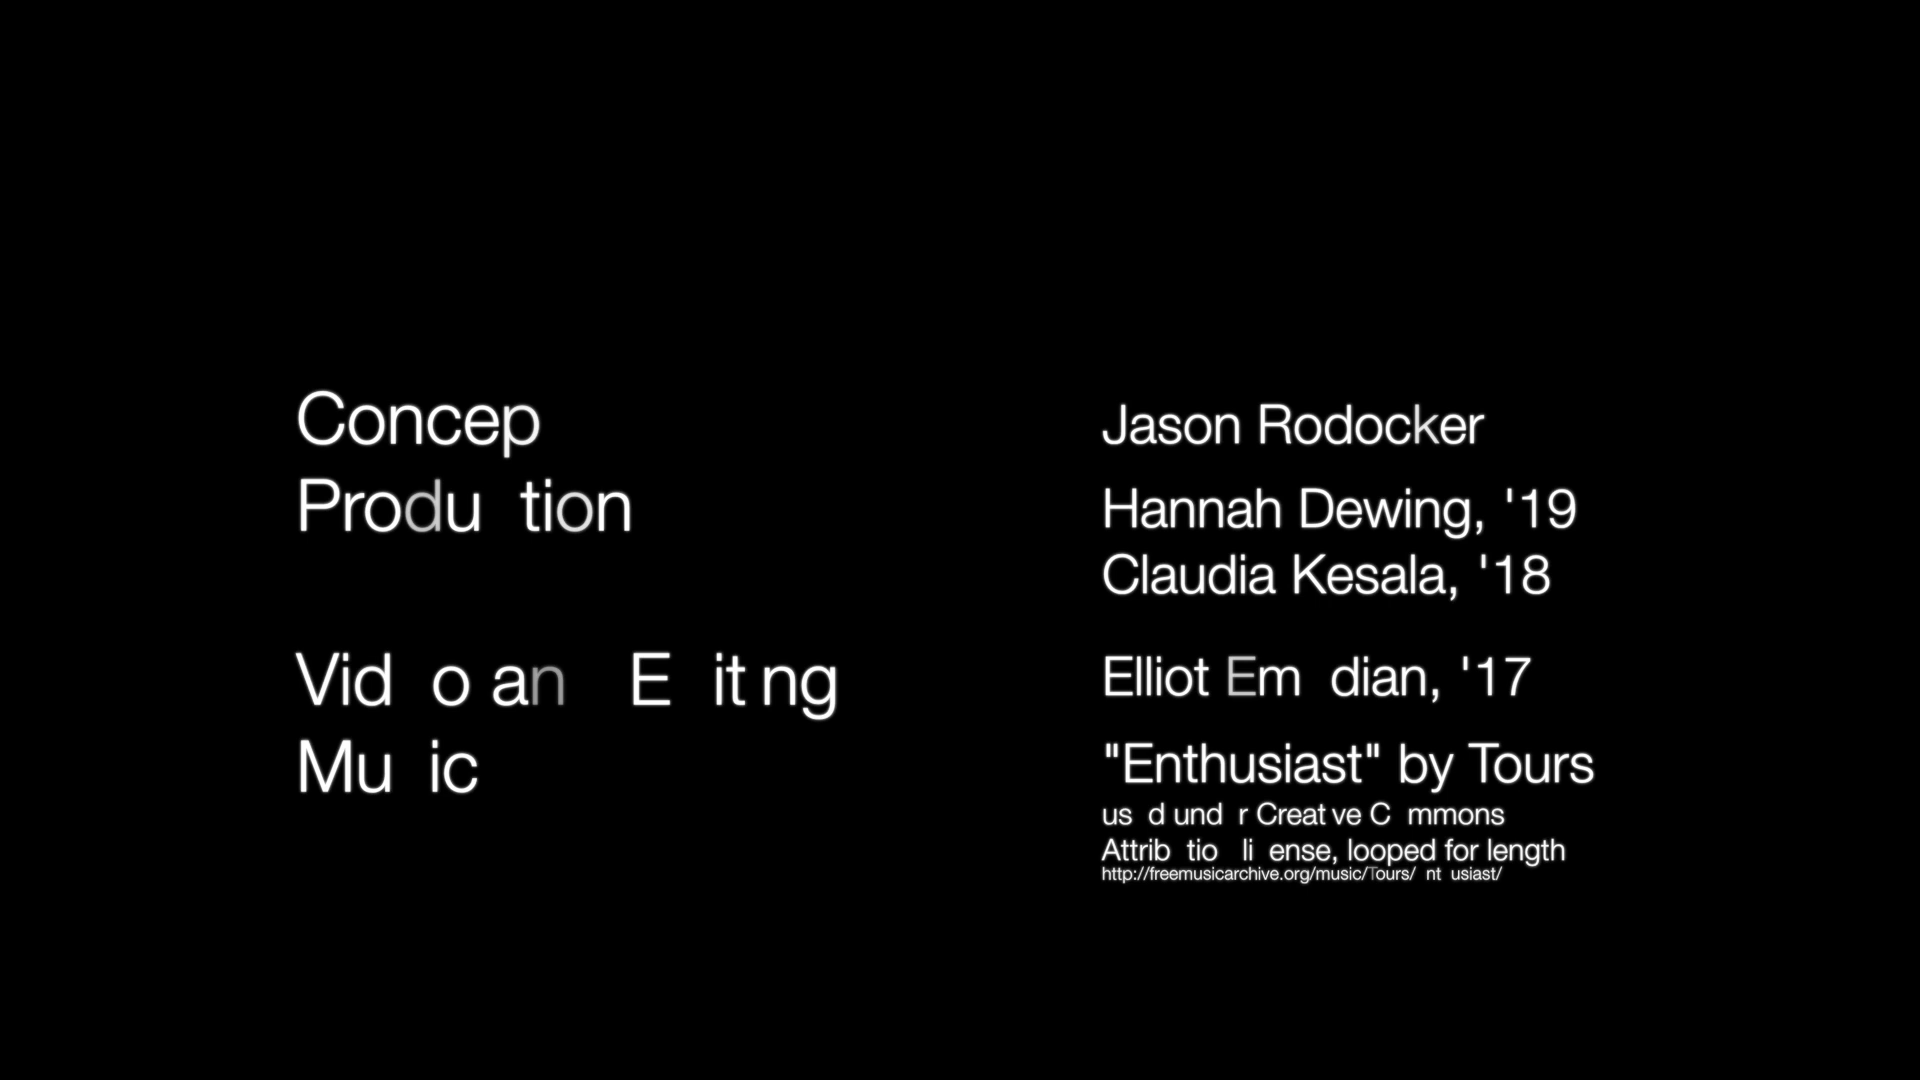 Concep
Jason Rodocker
Produ tion
Hannah Dewing, '19
Claudia Kesala, '18
Vid o an E it ng
Elliot Em dian, '17
Mu ic
"Enthusiast" by Tours
us d und r Creat ve C mmons
Attrib tio li ense, looped for length
http://freemusicarchive.org/music/Tours/ nt usiast/